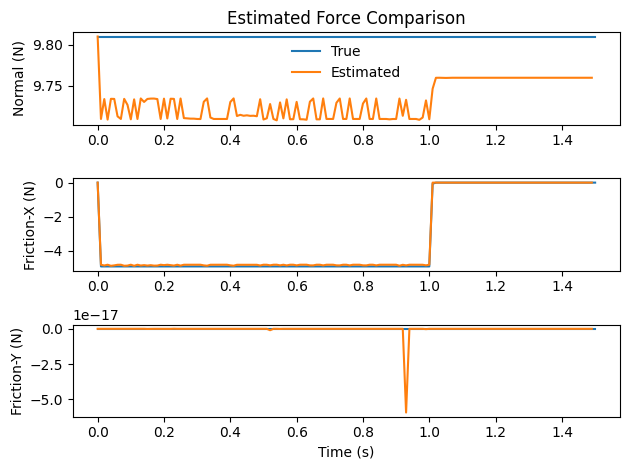 Estimated Force Comparison
Normal (N)
9.80
9.75
True
Estimated
0.0 0.2 0.4 0.6 0.8 1.0 1.2 1.4
Friction-X (N)
0
−2
−4
0.0 0.2 0.4 0.6 0.8 1.0 1.2 1.4
1e−17
Friction-Y (N)
0.0
−2.5
−5.0
0.0 0.2 0.4 0.6 0.8 1.0 1.2 1.4
Time (s)